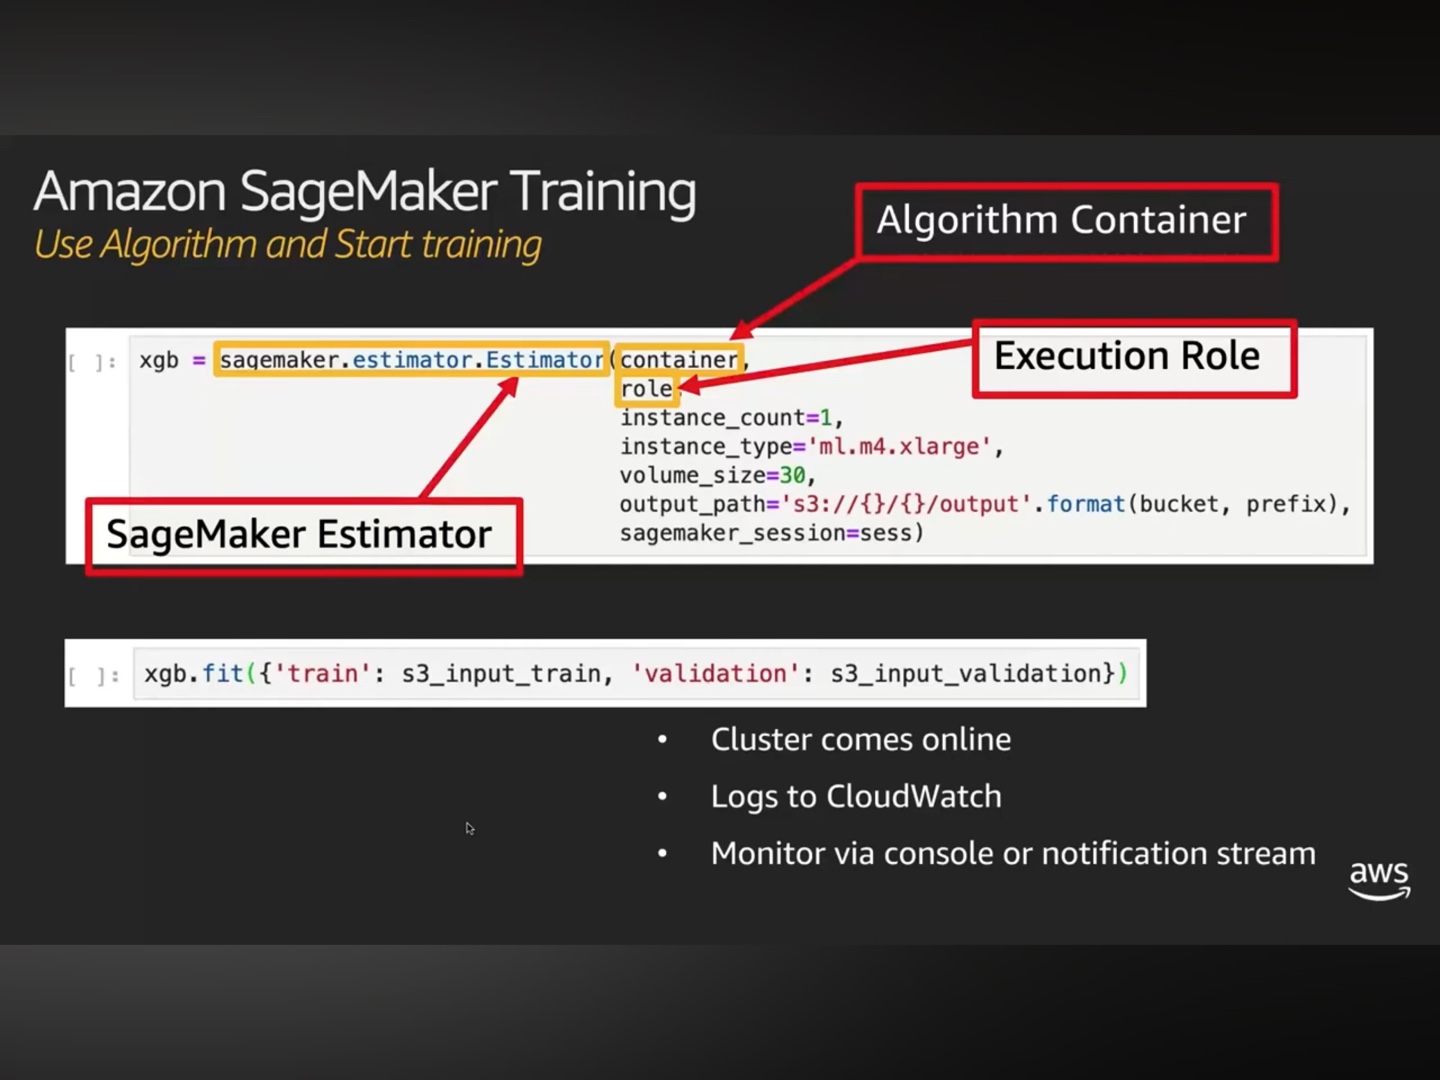 Amazon SageMaker Training
Use Algorithm and Start training
Algorithm Container
Execution Role
[ ]: xgb = sagemaker.estimator.Estimator(container,
role,
instance_count=1,
instance_type='ml.m4.xlarge',
volume_size=30,
output_path='s3://{}/{}/output'.format(bucket, prefix),
sagemaker_session=sess)
SageMaker Estimator
[ ]: xgb.fit({'train': s3_input_train, 'validation': s3_input_validation})
• Cluster comes online
• Logs to CloudWatch
• Monitor via console or notification stream
aws